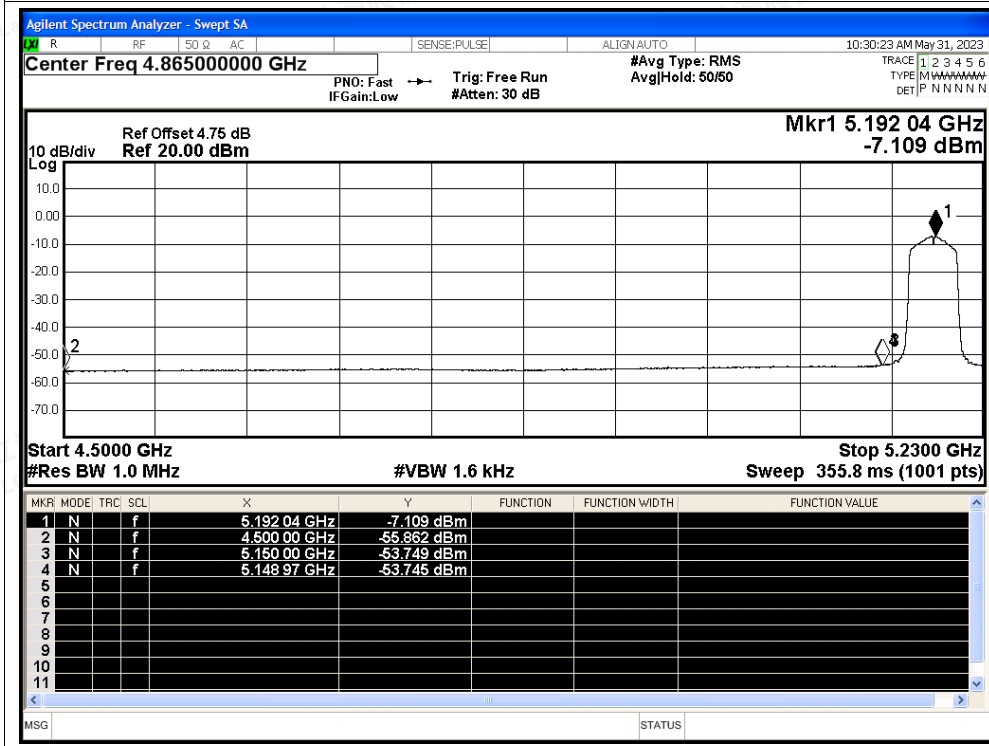 Agilent Spectrum Analyzer - Swept SA
LXI R RF 50 Ω AC SENSE:PULSE ALIGN AUTO 10:30:23 AM May 31, 2023
Center Freq 4.865000000 GHz #Avg Type: RMS TRACE 1 2 3 4 5 6
PNO: Fast Trig: Free Run Avg|Hold: 50/50 TYPE M
IFGain:Low #Atten: 30 dB DET P N N N N N
Mkr1 5.192 04 GHz
Ref Offset 4.75 dB
10 dB/div Ref 20.00 dBm -7.109 dBm
Log
10.0
0.00
1
-10.0
-20.0
-30.0
-40.0
2
-50.0
-60.0
-70.0
Start 4.5000 GHz Stop 5.2300 GHz
#Res BW 1.0 MHz #VBW 1.6 kHz Sweep 355.8 ms (1001 pts)
MKR MODE TRC SCL X Y FUNCTION FUNCTION WIDTH FUNCTION VALUE
1 N f 5.192 04 GHz -7.109 dBm
2 N f 4.500 00 GHz -55.862 dBm
3 N f 5.150 00 GHz -53.749 dBm
4 N f 5.148 97 GHz -53.745 dBm
5
6
7
8
9
10
11
MSG STATUS